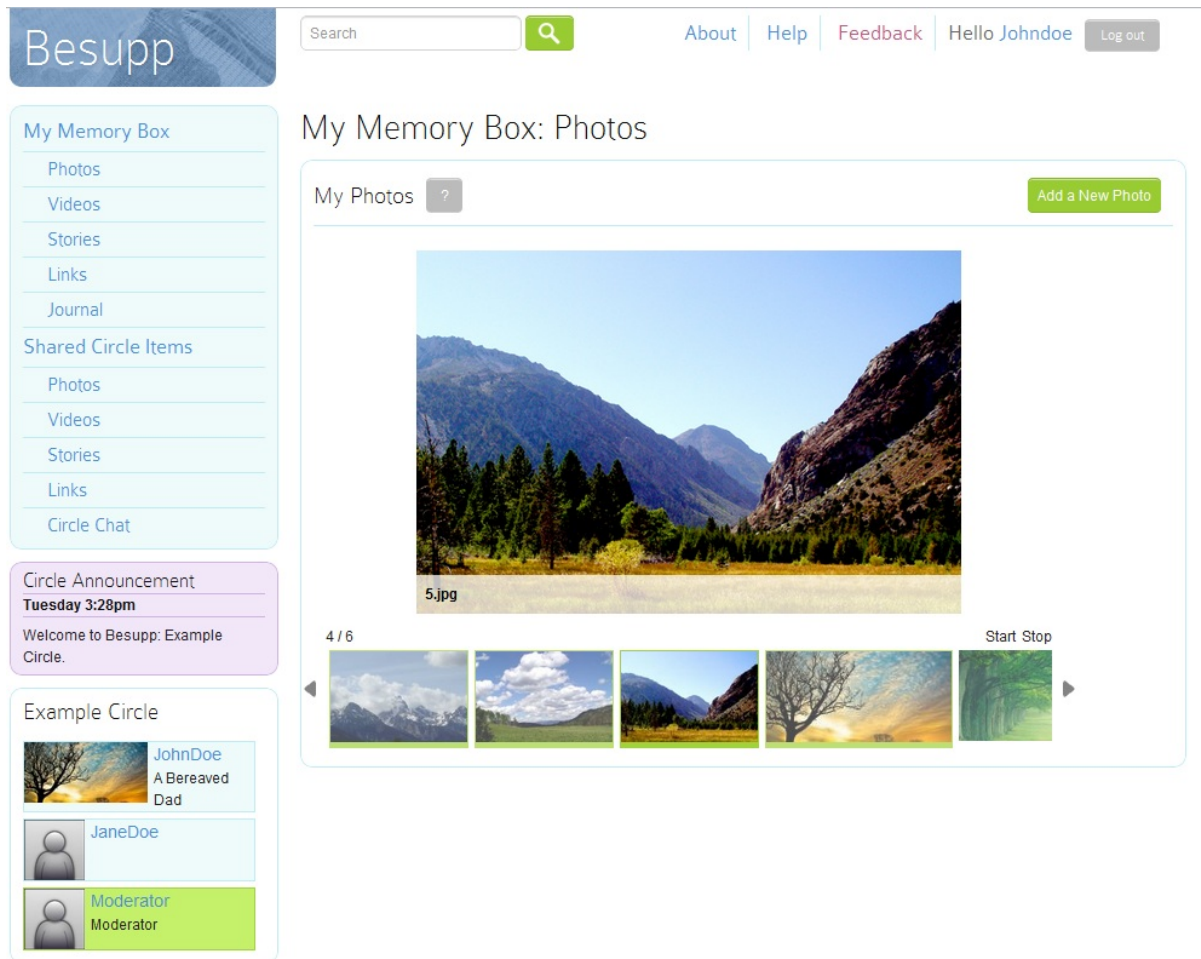 Besupp
Search
About
Help
Feedback
Hello Johndoe
Log out
My Memory Box
Photos
Videos
Stories
Links
Journal
Shared Circle Items
Photos
Videos
Stories
Links
Circle Chat
Circle Announcement
Tuesday 3:28pm
Welcome to Besupp: Example
Circle.
Example Circle
JohnDoe
A Bereaved
Dad
JaneDoe
Moderator
Moderator
My Memory Box: Photos
My Photos ?
Add a New Photo
5.jpg
4 / 6
Start Stop